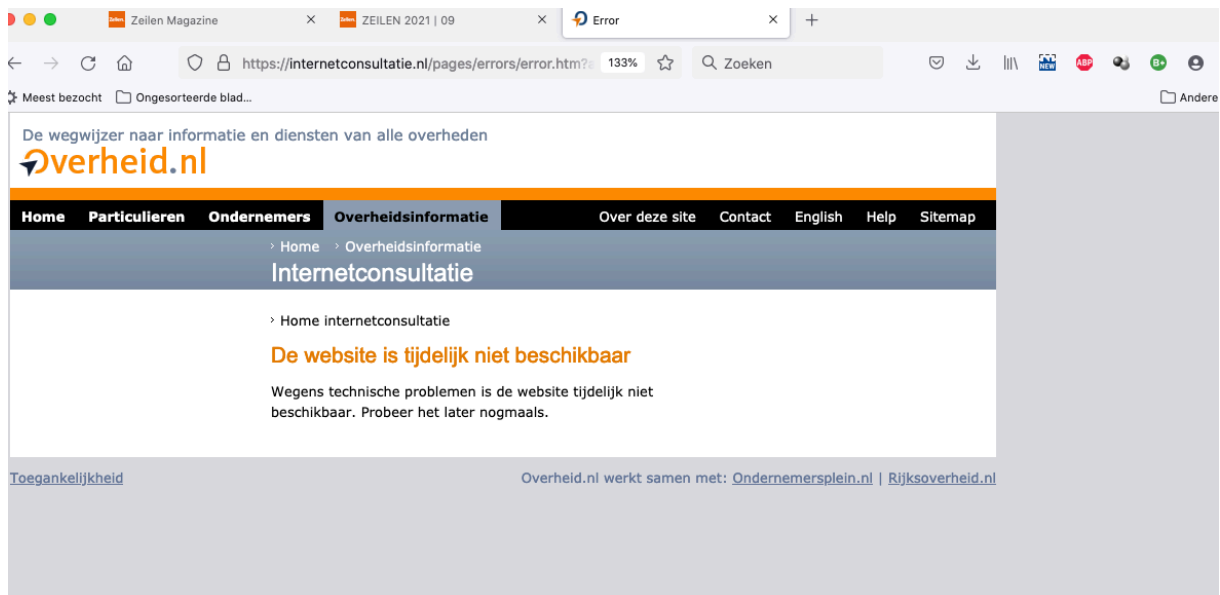 Zeilen Magazine
ZEILEN 2021 | 09
Error
https://internetconsultatie.nl/pages/errors/error.htm?
133%
Zoeken
NEW
ABP
Meest bezocht
Ongesorteerde blad...
Andere
De wegwijzer naar informatie en diensten van alle overheden
Overheid.nl
Home Particulieren Ondernemers Overheidsinformatie Over deze site Contact English Help Sitemap
Home Overheidsinformatie
Internetconsultatie
Home internetconsultatie
De website is tijdelijk niet beschikbaar
Wegens technische problemen is de website tijdelijk niet
beschikbaar. Probeer het later nogmaals.
Toegankelijkheid
Overheid.nl werkt samen met: Ondernemersplein.nl | Rijksoverheid.nl